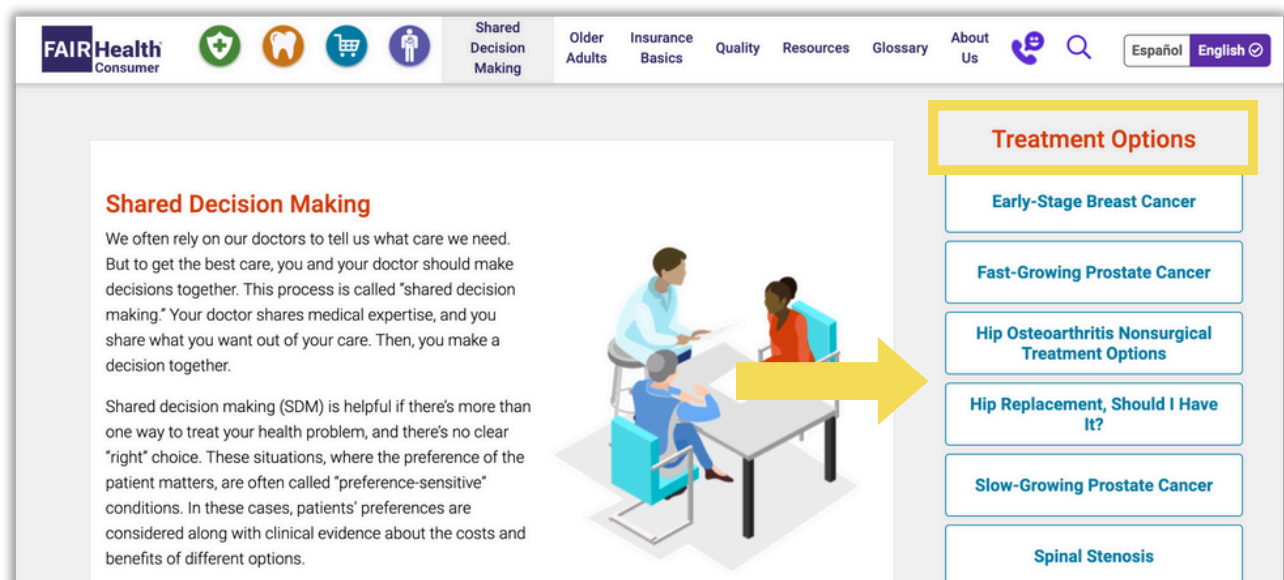 FAIR Health
Consumer
Shared
Decision
Making
Older
Adults
Insurance
Basics
Quality
Resources
Glossary
About
Us
Español
English
Shared Decision Making
We often rely on our doctors to tell us what care we need.
But to get the best care, you and your doctor should make
decisions together. This process is called “shared decision
making.” Your doctor shares medical expertise, and you
share what you want out of your care. Then, you make a
decision together.
Shared decision making (SDM) is helpful if there’s more than
one way to treat your health problem, and there’s no clear
“right” choice. These situations, where the preference of the
patient matters, are often called “preference-sensitive”
conditions. In these cases, patients’ preferences are
considered along with clinical evidence about the costs and
benefits of different options.
Treatment Options
Early-Stage Breast Cancer
Fast-Growing Prostate Cancer
Hip Osteoarthritis Nonsurgical
Treatment Options
Hip Replacement, Should I Have
It?
Slow-Growing Prostate Cancer
Spinal Stenosis